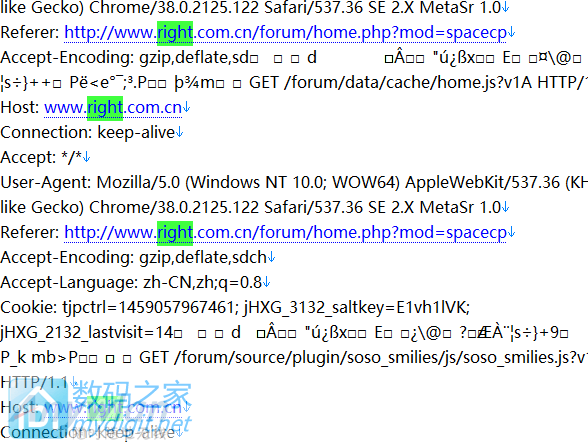 like Gecko) Chrome/38.0.2125.122 Safari/537.36 SE 2.X MetaSr 1.0↓
Referer: http://www.right.com.cn/forum/home.php?mod=spacecp↓
Accept-Encoding: gzip,deflate,sd□ □ □ d □Â□□ "ú¿ßx□□ E□ □¤\@□
¦s÷}++□ Pë<e°¯;³.P□□ þ¾m□ □ GET /forum/data/cache/home.js?v1A HTTP/1
Host: www.right.com.cn↓
Connection: keep-alive↓
Accept: */*↓
User-Agent: Mozilla/5.0 (Windows NT 10.0; WOW64) AppleWebKit/537.36 (KH
like Gecko) Chrome/38.0.2125.122 Safari/537.36 SE 2.X MetaSr 1.0↓
Referer: http://www.right.com.cn/forum/home.php?mod=spacecp↓
Accept-Encoding: gzip,deflate,sdch↓
Accept-Language: zh-CN,zh;q=0.8↓
Cookie: tjpctrl=1459057967461; jHXG_3132_saltkey=E1vh1lVK;
jHXG_2132_lastvisit=14□ □ □ d □Â□□ "ú¿ßx□□ E□ □¿\@□ ?□ÆÀ¨¦s÷}+9□
P_k mb>P□□ □ □ GET /forum/source/plugin/soso_smilies/js/soso_smilies.js?v
HTTP/1.1↓
Host: www.right.com.cn↓
Connection: keep-alive↓
数码之家
mydigit.net